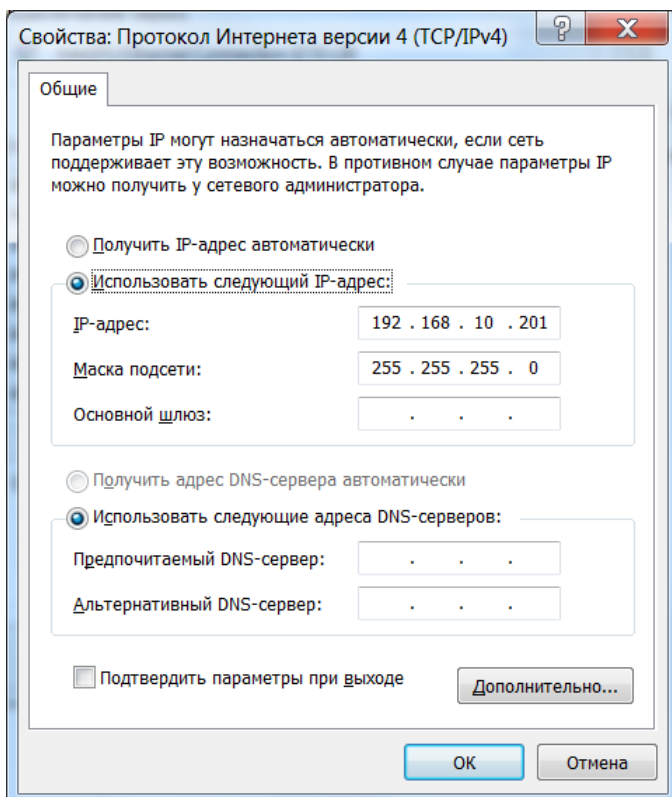 Свойства: Протокол Интернета версии 4 (TCP/IPv4)
Общие
Параметры IP могут назначаться автоматически, если сеть
поддерживает эту возможность. В противном случае параметры IP
можно получить у сетевого администратора.
Получить IP-адрес автоматически
Использовать следующий IP-адрес:
IP-адрес: 192 . 168 . 10 . 201
Маска подсети: 255 . 255 . 255 . 0
Основной шлюз: . . .
Получить адрес DNS-сервера автоматически
Использовать следующие адреса DNS-серверов:
Предпочитаемый DNS-сервер: . . .
Альтернативный DNS-сервер: . . .
Подтвердить параметры при выходе
Дополнительно...
ОК Отмена